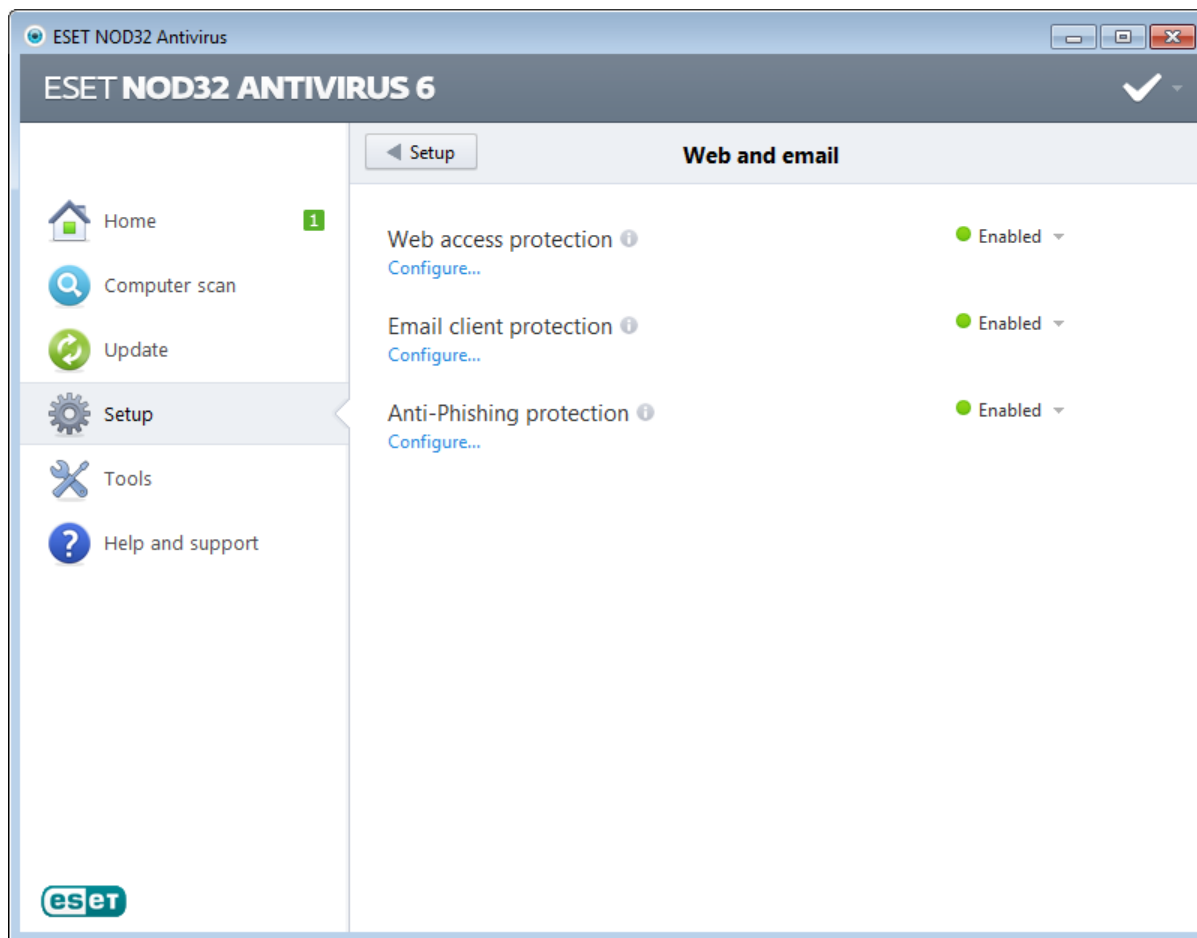 ESET NOD32 Antivirus
ESET NOD32 ANTIVIRUS 6
Setup
Web and email
Home
1
Computer scan
Update
Setup
Tools
Help and support
Web access protection
Enabled
Configure...
Email client protection
Enabled
Configure...
Anti-Phishing protection
Enabled
Configure...
eseT